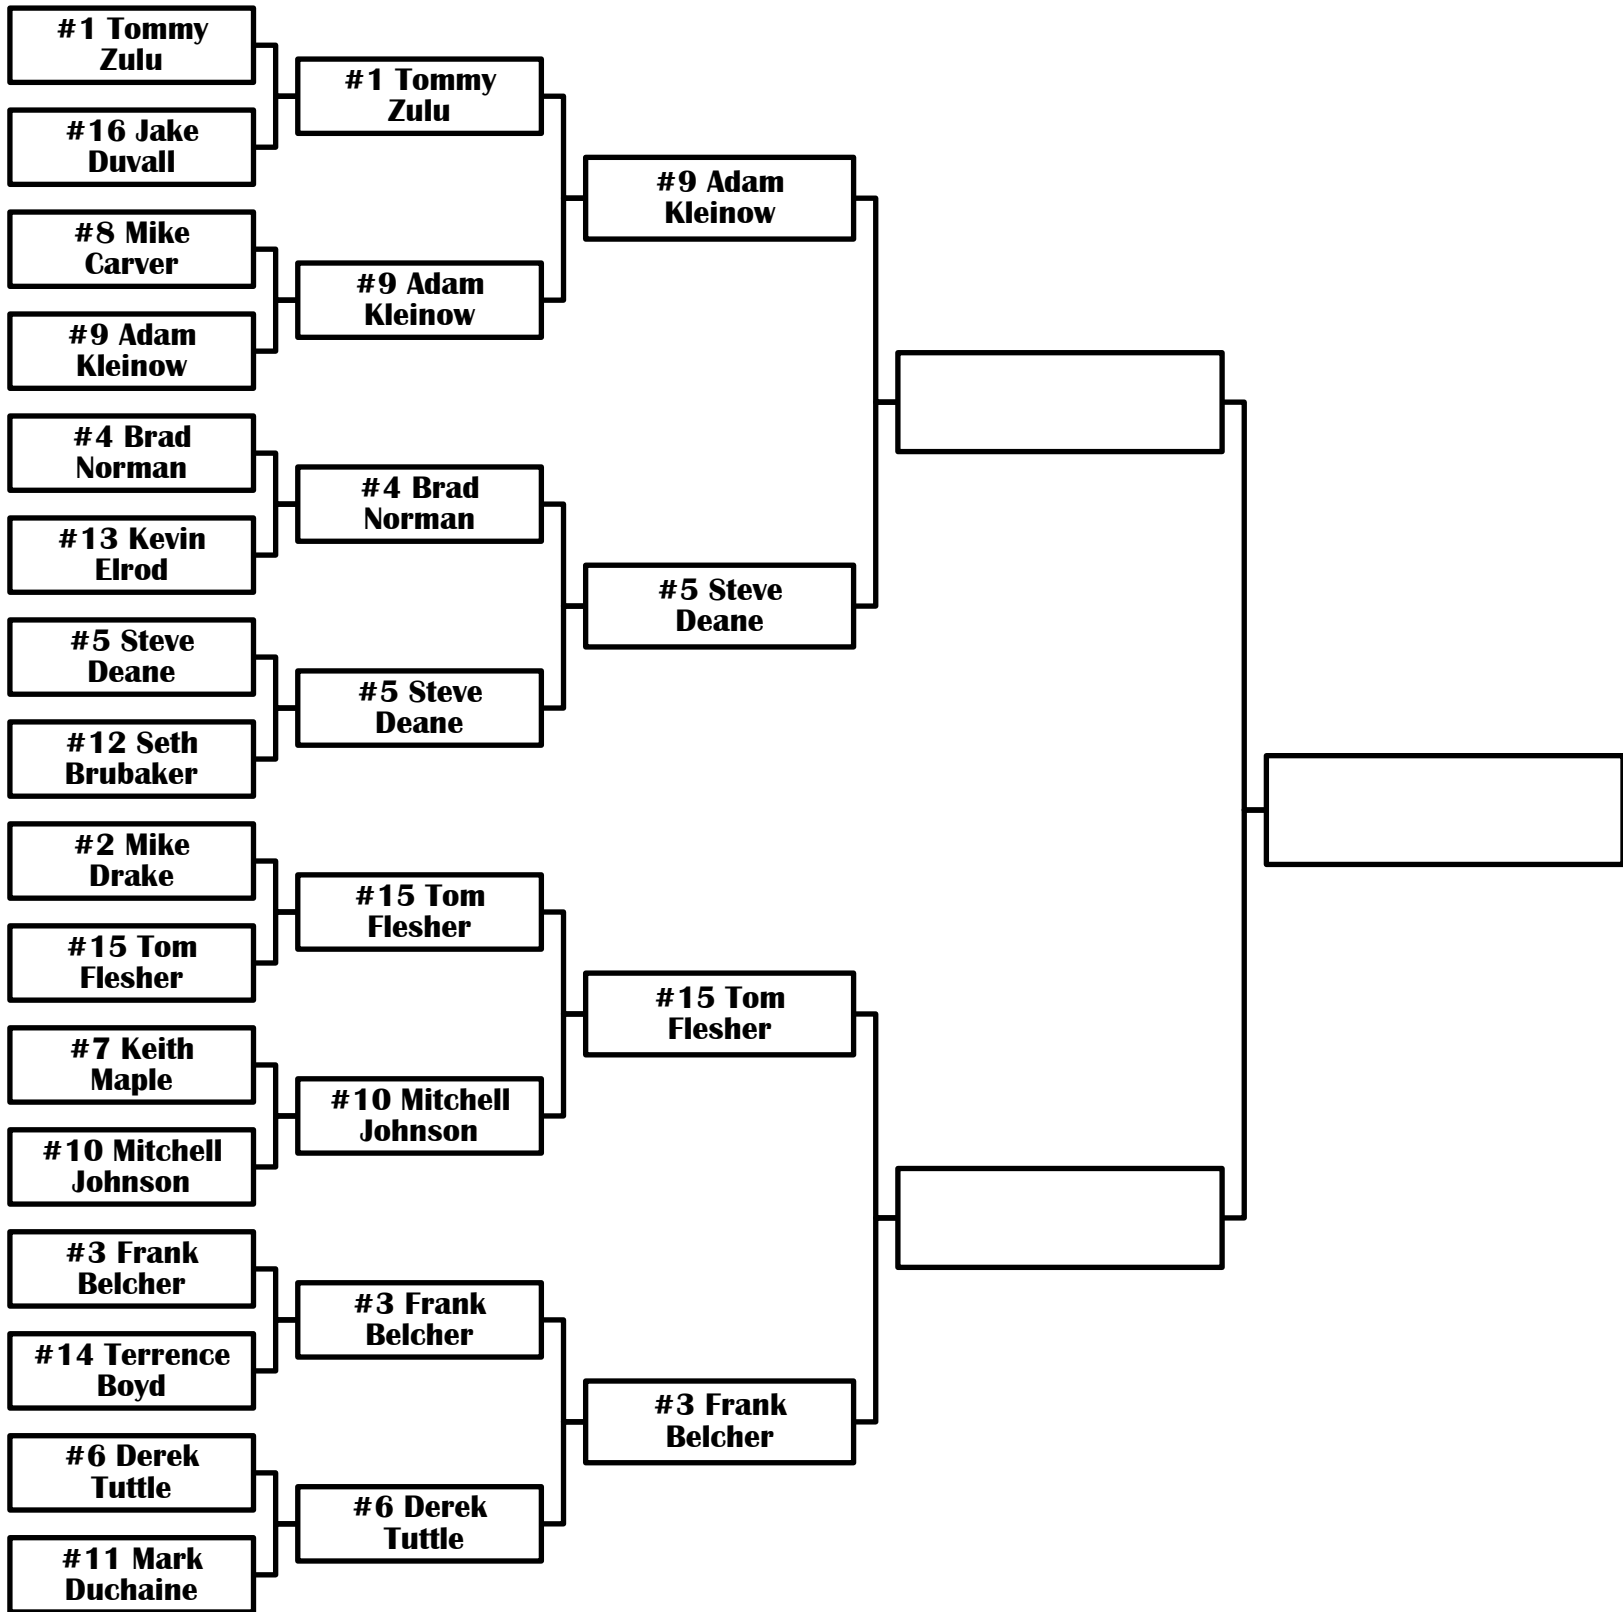 #1 Tommy
Zulu
#16 Jake
Duvall
#8 Mike
Carver
#9 Adam
Kleinow
#4 Brad
Norman
#13 Kevin
Elrod
#5 Steve
Deane
#12 Seth
Brubaker
#2 Mike
Drake
#15 Tom
Flesher
#7 Keith
Maple
#10 Mitchell
Johnson
#3 Frank
Belcher
#14 Terrence
Boyd
#6 Derek
Tuttle
#11 Mark
Duchaine
#1 Tommy
Zulu
#9 Adam
Kleinow
#4 Brad
Norman
#5 Steve
Deane
#15 Tom
Flesher
#10 Mitchell
Johnson
#3 Frank
Belcher
#6 Derek
Tuttle
#9 Adam
Kleinow
#5 Steve
Deane
#15 Tom
Flesher
#3 Frank
Belcher